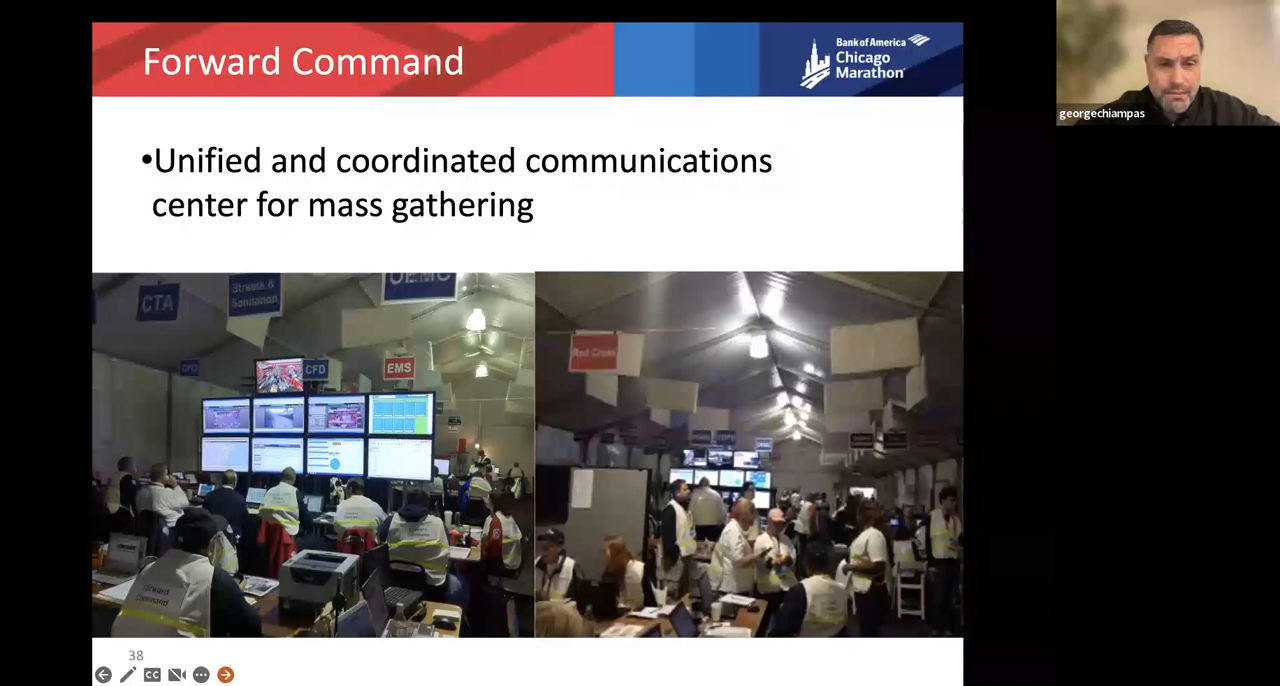 Forward Command
Bank of America
Chicago
Marathon
georgechiampas
•Unified and coordinated communications
center for mass gathering
CTA
Streets &
Sanitation
OEMC
CFD
EMS
Red Cross
Forward
Command
38
CC